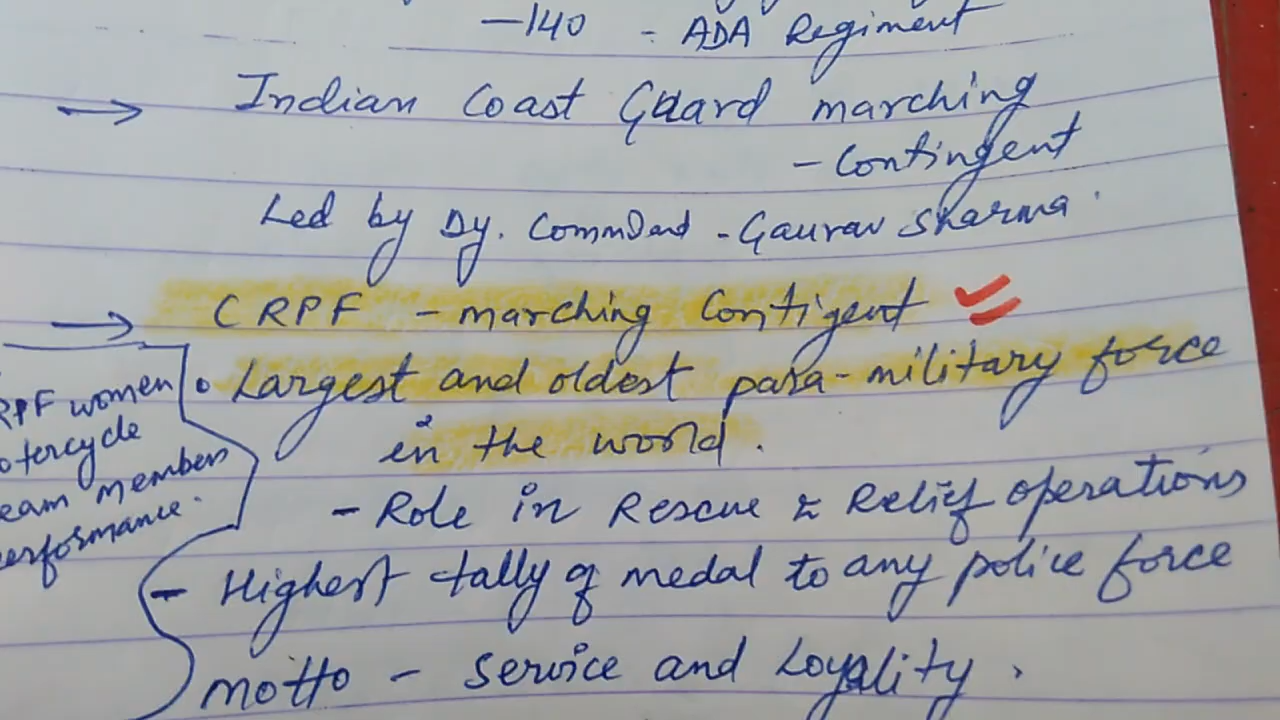 -140 - ADA Regiment
→ Indian Coast Guard marching
- Contingent
Led by Dy. Commdand - Gaurav Sharma.
→ CRPF - marching Contigent
• Largest and oldest para-military force
in the world.
- Role in Rescue & Relief operations
- Highest tally of medal to any police force
motto - Service and Loyality.
RPF women
otercycle
eam members
erformance.